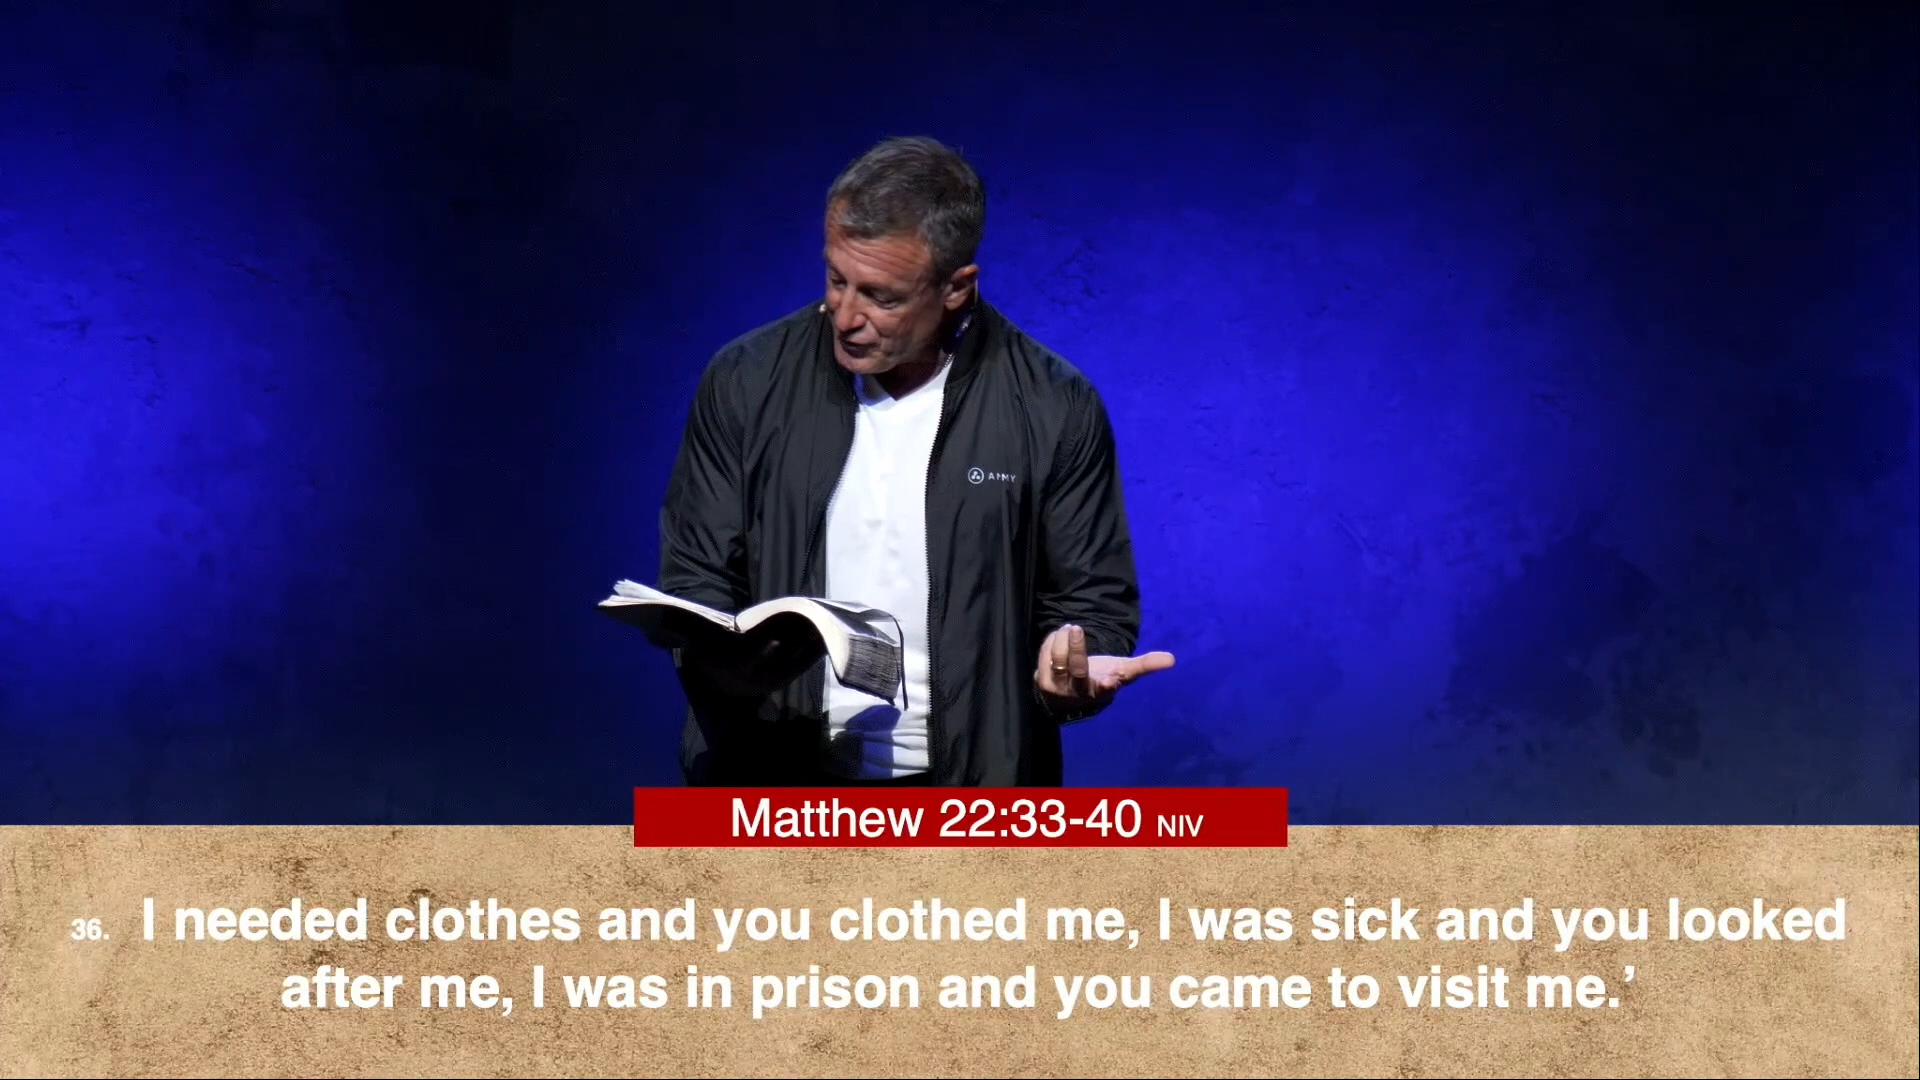 ARMY
Matthew 22:33-40 NIV
36. I needed clothes and you clothed me, I was sick and you looked
after me, I was in prison and you came to visit me.’